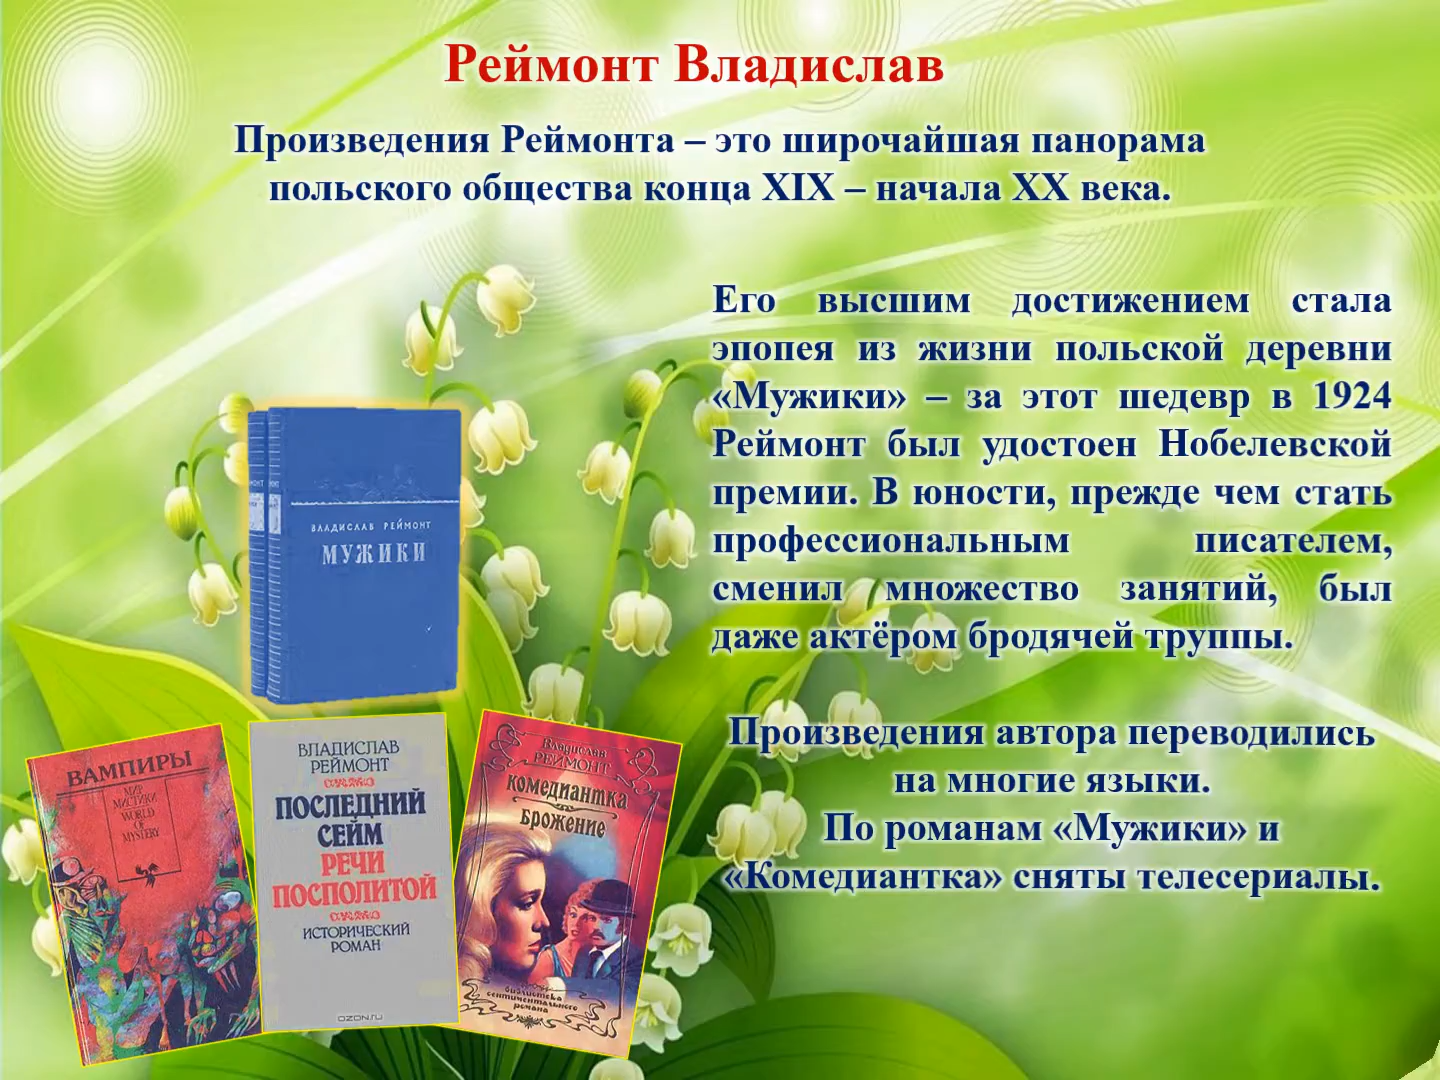 Реймонт Владислав
Произведения Реймонта – это широчайшая панорама
польского общества конца XIX – начала XX века.
Его высшим достижением стала
эпопея из жизни польской деревни
«Мужики» – за этот шедевр в 1924
Реймонт был удостоен Нобелевской
премии. В юности, прежде чем стать
профессиональным писателем,
сменил множество занятий, был
даже актёром бродячей труппы.
Произведения автора переводились
на многие языки.
По романам «Мужики» и
«Комедиантка» сняты телесериалы.
ВЛАДИСЛАВ РЕЙМОНТ
МУЖИКИ
ВАМПИРЫ
МИР
МИСТИКИ
WORLD
OF
MYSTERY
ВЛАДИСЛАВ
РЕЙМОНТ
ПОСЛЕДНИЙ
СЕЙМ
РЕЧИ
ПОСПОЛИТОЙ
ИСТОРИЧЕСКИЙ
РОМАН
OZON.RU
Владислав
РЕЙМОНТ
комедиантка
брожение
библиотека
сентиментального
романа